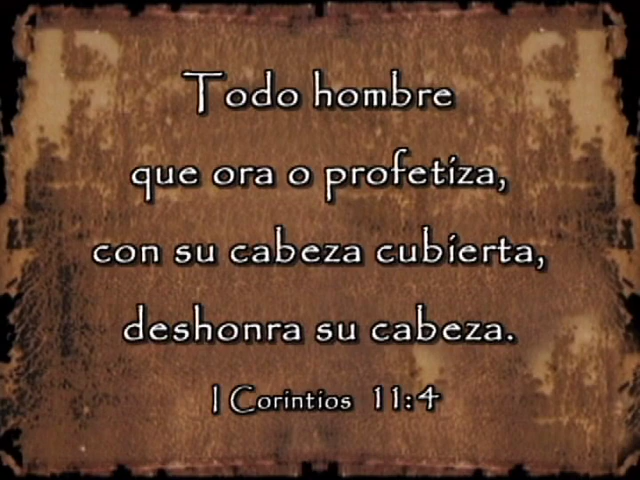 Todo hombre
que ora o profetiza,
con su cabeza cubierta,
deshonra su cabeza.
I Corintios 11:4